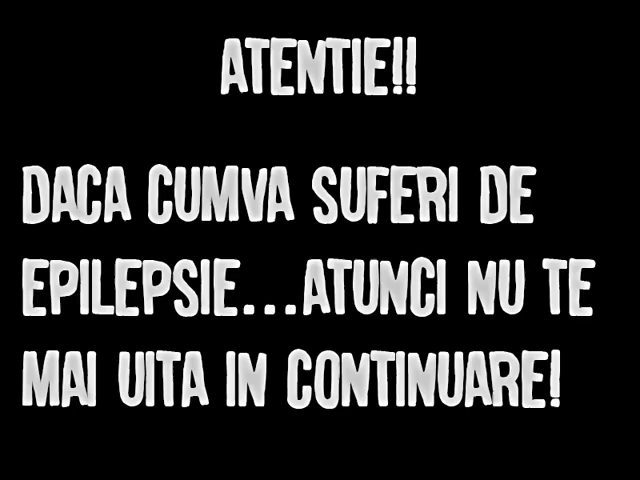 ATENTIE!!
DACA CUMVA SUFERI DE
EPILEPSIE...ATUNCI NU TE
MAI UITA IN CONTINUARE!